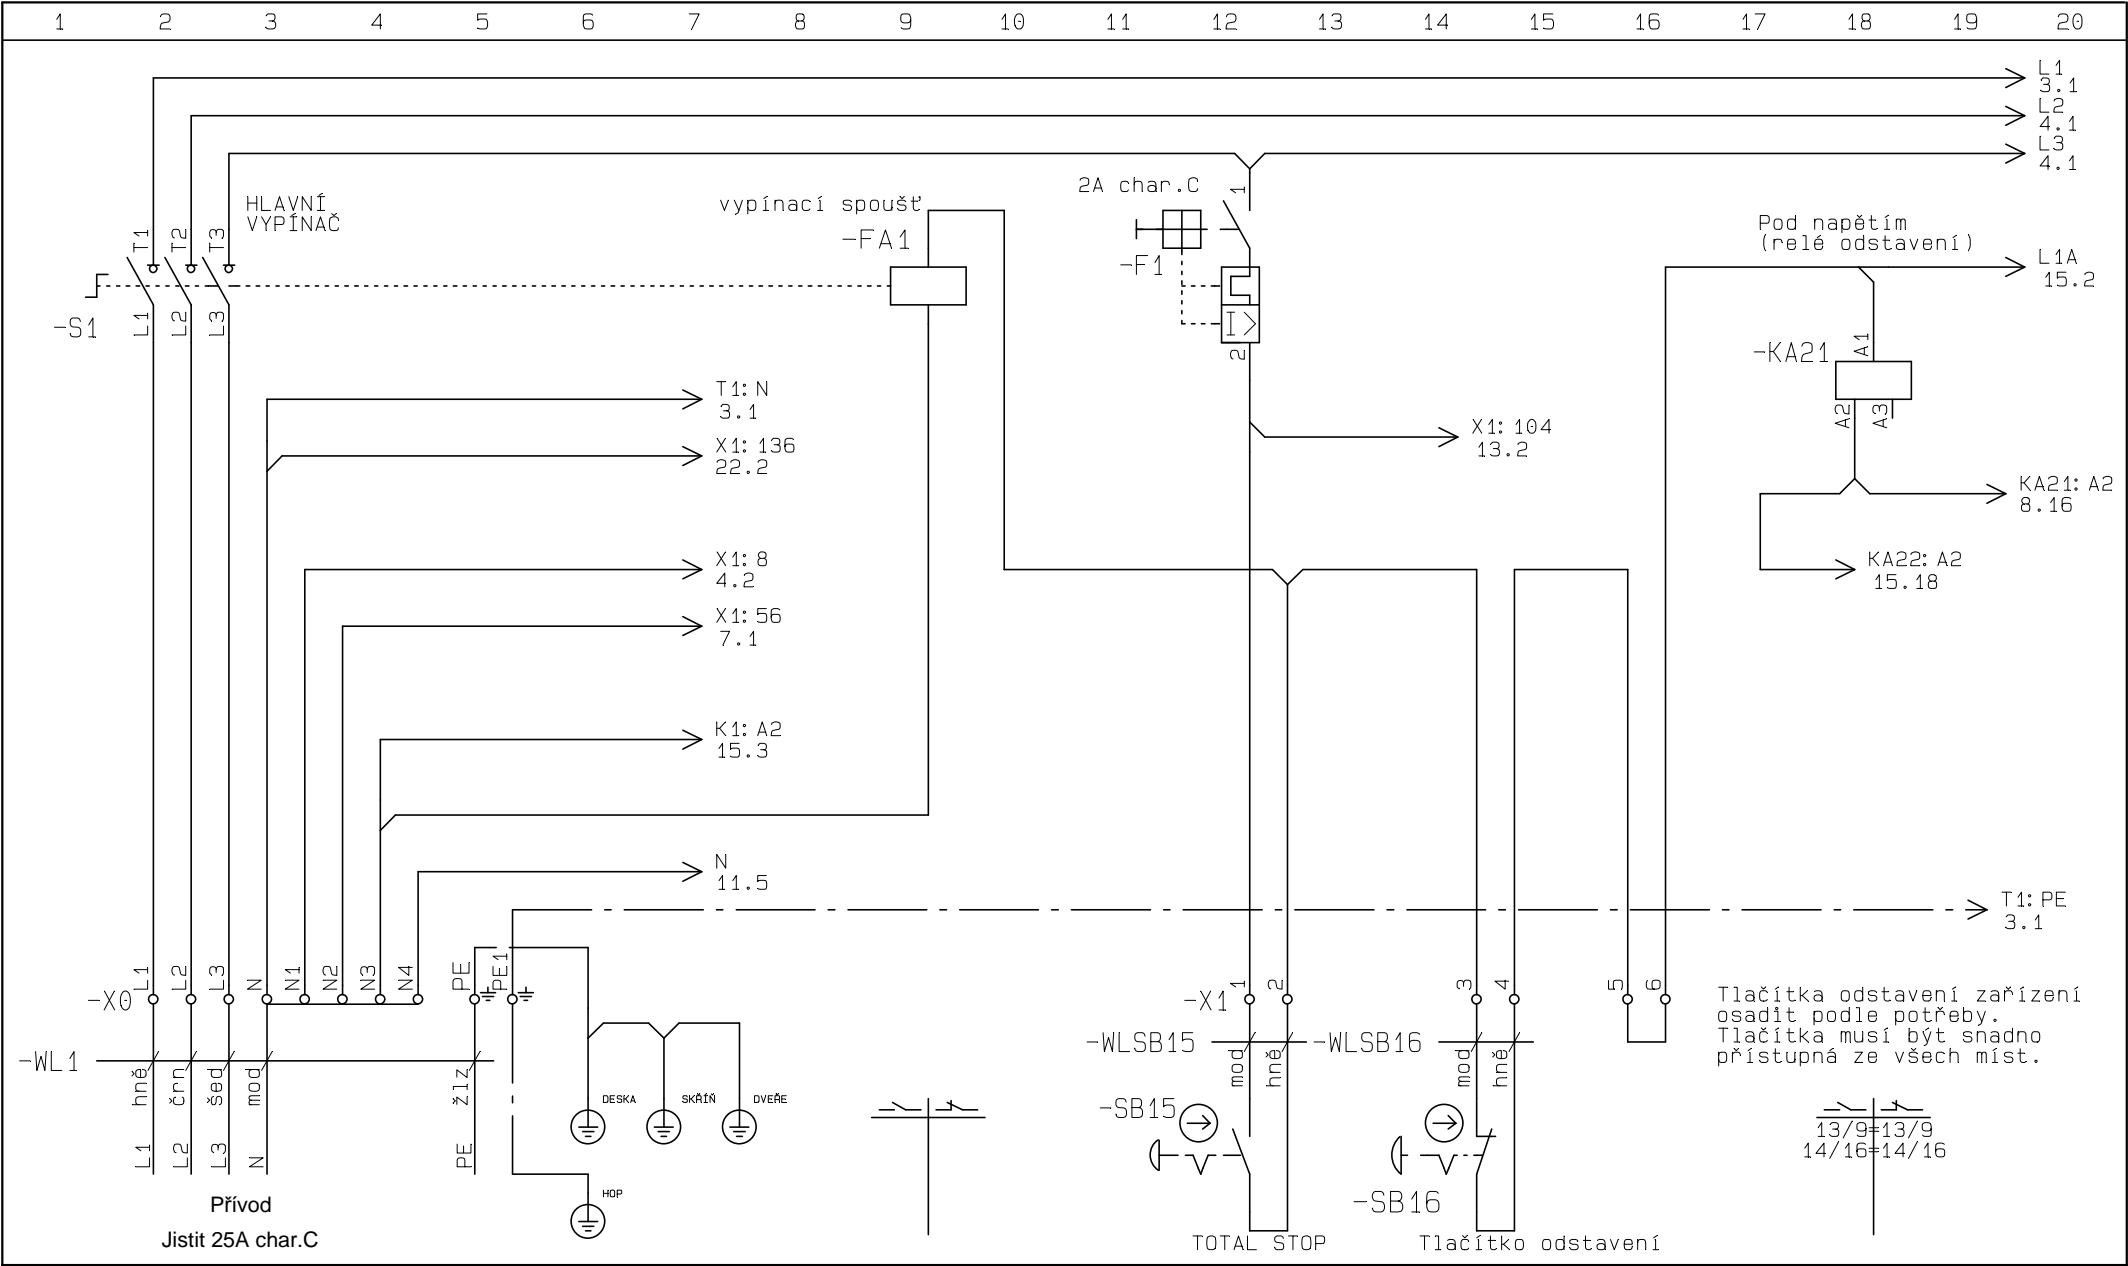 1 2 3 4 5 6 7 8 9 10 11 12 13 14 15 16 17 18 19 20
L1
3.1
L2
4.1
L3
4.1
HLAVNÍ
VYPÍNAČ
T1 T2 T3
-S1
L1 L2 L3
vypínací spoušť
-FA1
2A char.C
1
-F1
I>
2
Pod napětím
(relé odstavení)
L1A
15.2
-KA21
A1
A2 A3
T1:N
3.1
X1:136
22.2
X1:104
13.2
KA21:A2
8.16
KA22:A2
15.18
X1:8
4.2
X1:56
7.1
K1:A2
15.3
N
11.5
T1:PE
3.1
-X0
L1 L2 L3 N N1 N2 N3 N4 PE PE1
-X1
1 2 3 4 5 6
Tlačítka odstavení zařízení
osadit podle potřeby.
Tlačítka musí být snadno
přístupná ze všech míst.
-WL1
hně črn šed mod žlz
-WLSB15
mod hně
-WLSB16
mod hně
DESKA SKŘÍŇ DVEŘE
-SB15
-SB16
13/9 13/9
14/16 14/16
L1 L2 L3 N PE
HOP
Přívod
Jistit 25A char.C
TOTAL STOP
Tlačítko odstavení